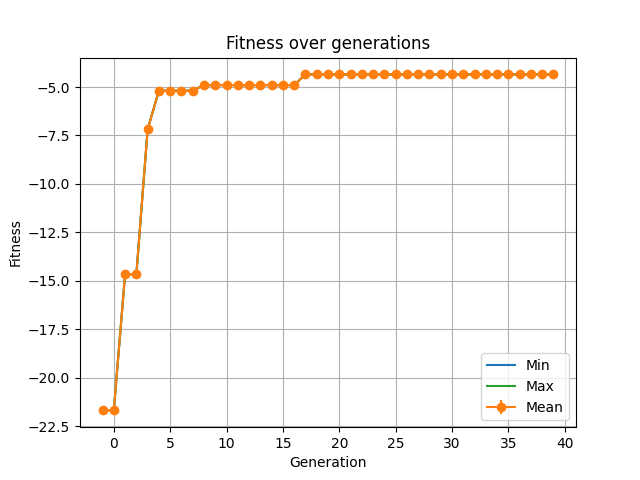 Fitness over generations
−5.0
−7.5
−10.0
−12.5
−15.0
−17.5
−20.0
−22.5
Fitness
0 5 10 15 20 25 30 35 40
Generation
Min
Max
Mean